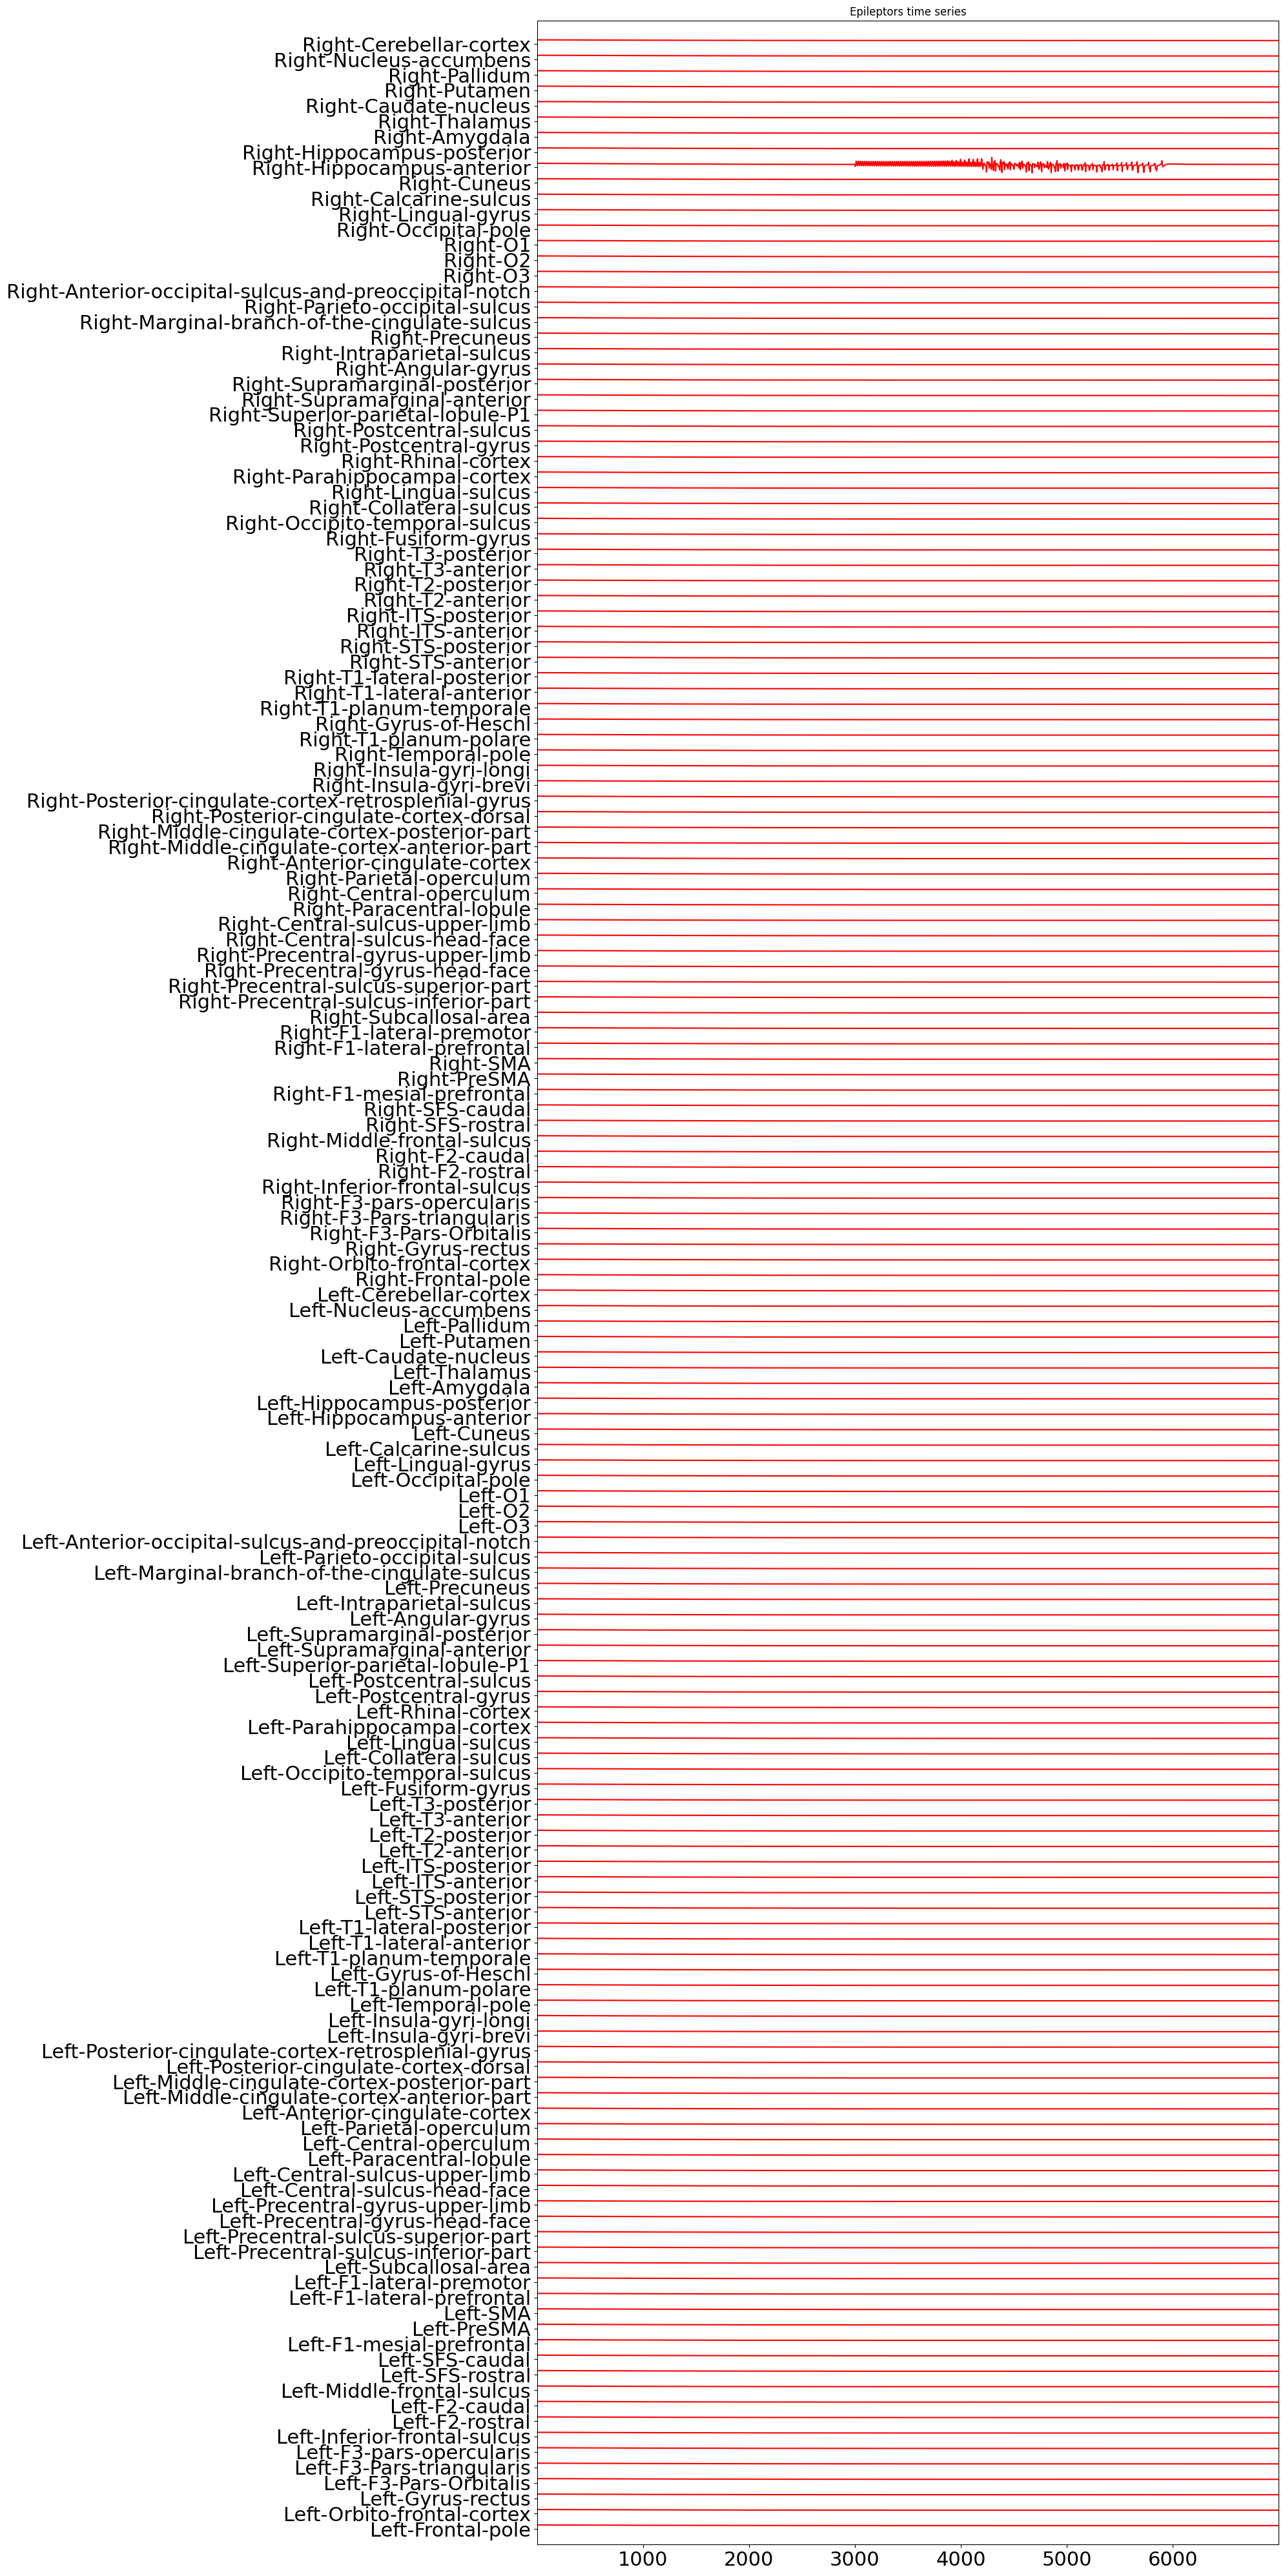 Epileptors time series
Right-Cerebellar-cortex
Right-Nucleus-accumbens
Right-Pallidum
Right-Putamen
Right-Caudate-nucleus
Right-Thalamus
Right-Amygdala
Right-Hippocampus-posterior
Right-Hippocampus-anterior
Right-Cuneus
Right-Calcarine-sulcus
Right-Lingual-gyrus
Right-Occipital-pole
Right-O1
Right-O2
Right-O3
Right-Anterior-occipital-sulcus-and-preoccipital-notch
Right-Parieto-occipital-sulcus
Right-Marginal-branch-of-the-cingulate-sulcus
Right-Precuneus
Right-Intraparietal-sulcus
Right-Angular-gyrus
Right-Supramarginal-posterior
Right-Supramarginal-anterior
Right-Superior-parietal-lobule-P1
Right-Postcentral-sulcus
Right-Postcentral-gyrus
Right-Rhinal-cortex
Right-Parahippocampal-cortex
Right-Lingual-sulcus
Right-Collateral-sulcus
Right-Occipito-temporal-sulcus
Right-Fusiform-gyrus
Right-T3-posterior
Right-T3-anterior
Right-T2-posterior
Right-T2-anterior
Right-ITS-posterior
Right-ITS-anterior
Right-STS-posterior
Right-STS-anterior
Right-T1-lateral-posterior
Right-T1-lateral-anterior
Right-T1-planum-temporale
Right-Gyrus-of-Heschl
Right-T1-planum-polare
Right-Temporal-pole
Right-Insula-gyri-longi
Right-Insula-gyri-brevi
Right-Posterior-cingulate-cortex-retrosplenial-gyrus
Right-Posterior-cingulate-cortex-dorsal
Right-Middle-cingulate-cortex-posterior-part
Right-Middle-cingulate-cortex-anterior-part
Right-Anterior-cingulate-cortex
Right-Parietal-operculum
Right-Central-operculum
Right-Paracentral-lobule
Right-Central-sulcus-upper-limb
Right-Central-sulcus-head-face
Right-Precentral-gyrus-upper-limb
Right-Precentral-gyrus-head-face
Right-Precentral-sulcus-superior-part
Right-Precentral-sulcus-inferior-part
Right-Subcallosal-area
Right-F1-lateral-premotor
Right-F1-lateral-prefrontal
Right-SMA
Right-PreSMA
Right-F1-mesial-prefrontal
Right-SFS-caudal
Right-SFS-rostral
Right-Middle-frontal-sulcus
Right-F2-caudal
Right-F2-rostral
Right-Inferior-frontal-sulcus
Right-F3-pars-opercularis
Right-F3-Pars-triangularis
Right-F3-Pars-Orbitalis
Right-Gyrus-rectus
Right-Orbito-frontal-cortex
Right-Frontal-pole
Left-Cerebellar-cortex
Left-Nucleus-accumbens
Left-Pallidum
Left-Putamen
Left-Caudate-nucleus
Left-Thalamus
Left-Amygdala
Left-Hippocampus-posterior
Left-Hippocampus-anterior
Left-Cuneus
Left-Calcarine-sulcus
Left-Lingual-gyrus
Left-Occipital-pole
Left-O1
Left-O2
Left-O3
Left-Anterior-occipital-sulcus-and-preoccipital-notch
Left-Parieto-occipital-sulcus
Left-Marginal-branch-of-the-cingulate-sulcus
Left-Precuneus
Left-Intraparietal-sulcus
Left-Angular-gyrus
Left-Supramarginal-posterior
Left-Supramarginal-anterior
Left-Superior-parietal-lobule-P1
Left-Postcentral-sulcus
Left-Postcentral-gyrus
Left-Rhinal-cortex
Left-Parahippocampal-cortex
Left-Lingual-sulcus
Left-Collateral-sulcus
Left-Occipito-temporal-sulcus
Left-Fusiform-gyrus
Left-T3-posterior
Left-T3-anterior
Left-T2-posterior
Left-T2-anterior
Left-ITS-posterior
Left-ITS-anterior
Left-STS-posterior
Left-STS-anterior
Left-T1-lateral-posterior
Left-T1-lateral-anterior
Left-T1-planum-temporale
Left-Gyrus-of-Heschl
Left-T1-planum-polare
Left-Temporal-pole
Left-Insula-gyri-longi
Left-Insula-gyri-brevi
Left-Posterior-cingulate-cortex-retrosplenial-gyrus
Left-Posterior-cingulate-cortex-dorsal
Left-Middle-cingulate-cortex-posterior-part
Left-Middle-cingulate-cortex-anterior-part
Left-Anterior-cingulate-cortex
Left-Parietal-operculum
Left-Central-operculum
Left-Paracentral-lobule
Left-Central-sulcus-upper-limb
Left-Central-sulcus-head-face
Left-Precentral-gyrus-upper-limb
Left-Precentral-gyrus-head-face
Left-Precentral-sulcus-superior-part
Left-Precentral-sulcus-inferior-part
Left-Subcallosal-area
Left-F1-lateral-premotor
Left-F1-lateral-prefrontal
Left-SMA
Left-PreSMA
Left-F1-mesial-prefrontal
Left-SFS-caudal
Left-SFS-rostral
Left-Middle-frontal-sulcus
Left-F2-caudal
Left-F2-rostral
Left-Inferior-frontal-sulcus
Left-F3-pars-opercularis
Left-F3-Pars-triangularis
Left-F3-Pars-Orbitalis
Left-Gyrus-rectus
Left-Orbito-frontal-cortex
Left-Frontal-pole
1000 2000 3000 4000 5000 6000